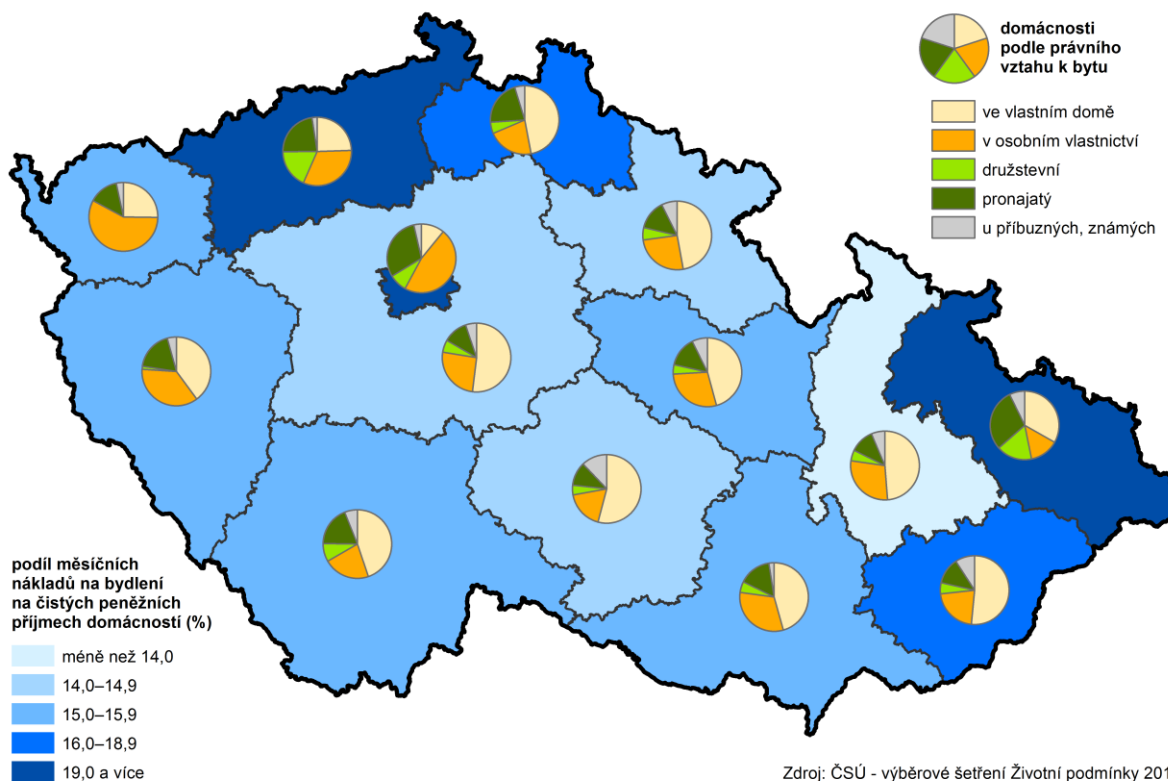 domácnosti
podle právního
vztahu k bytu
ve vlastním domě
v osobním vlastnictví
družstevní
pronajatý
u příbuzných, známých
podíl měsíčních
nákladů na bydlení
na čistých peněžních
příjmech domácností (%)
méně než 14,0
14,0–14,9
15,0–15,9
16,0–18,9
19,0 a více
Zdroj: ČSÚ - výběrové šetření Životní podmínky 201